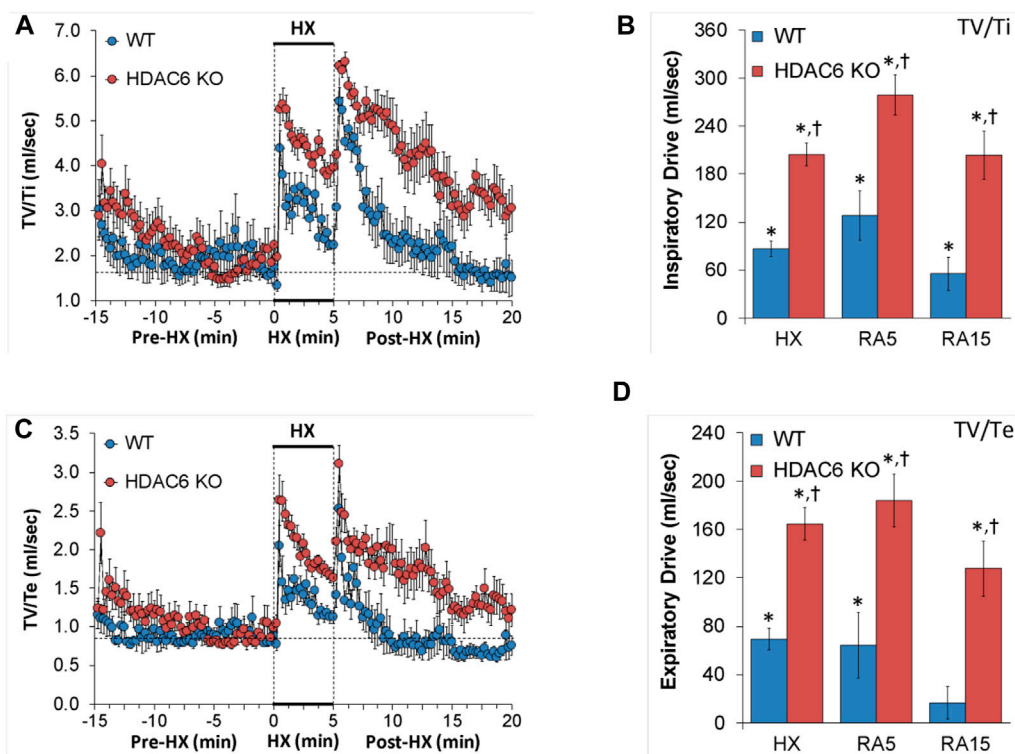 A
HX
WT
HDAC6 KO
TV/Ti (ml/sec)
7.0
6.0
5.0
4.0
3.0
2.0
1.0
-15 -10 -5 0 5 10 15 20
Pre-HX (min) HX (min) Post-HX (min)
B
TV/Ti
WT
HDAC6 KO
Inspiratory Drive (ml/sec)
360
300
240
180
120
60
0
* *,† * *,† * *,†
HX RA5 RA15
C
HX
WT
HDAC6 KO
TV/Te (ml/sec)
3.5
3.0
2.5
2.0
1.5
1.0
0.5
0.0
-15 -10 -5 0 5 10 15 20
Pre-HX (min) HX (min) Post-HX (min)
D
TV/Te
WT
HDAC6 KO
Expiratory Drive (ml/sec)
240
200
160
120
80
40
0
* *,† * *,† *,†
HX RA5 RA15